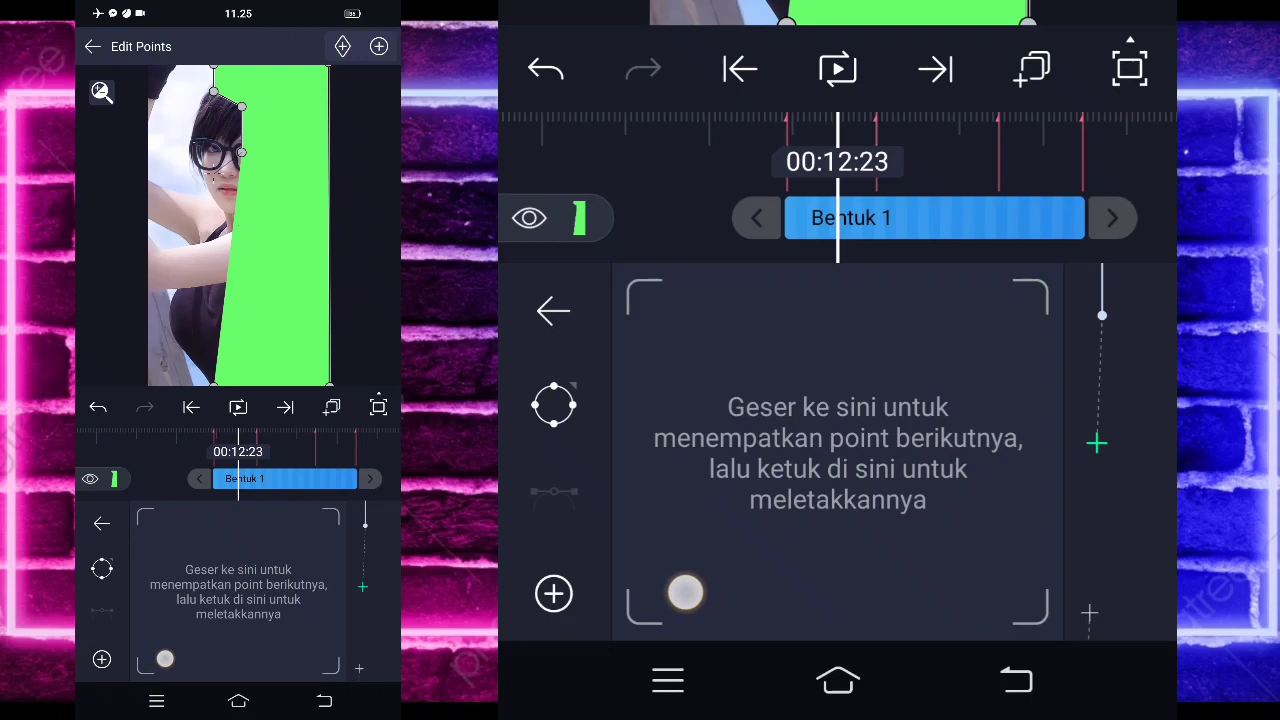 11.25
Edit Points
00:12:23
Bentuk 1
Geser ke sini untuk
menempatkan point berikutnya,
lalu ketuk di sini untuk
meletakkannya
00:12:23
Bentuk 1
Geser ke sini untuk
menempatkan point berikutnya,
lalu ketuk di sini untuk
meletakkannya